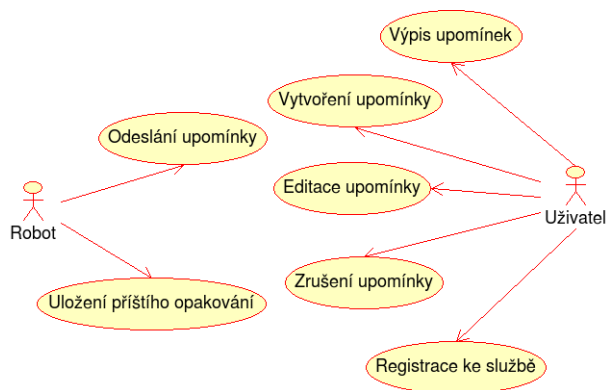 Výpis upomínek
Vytvoření upomínky
Odeslání upomínky
Editace upomínky
Robot
Uživatel
Zrušení upomínky
Uložení příštího opakování
Registrace ke službě